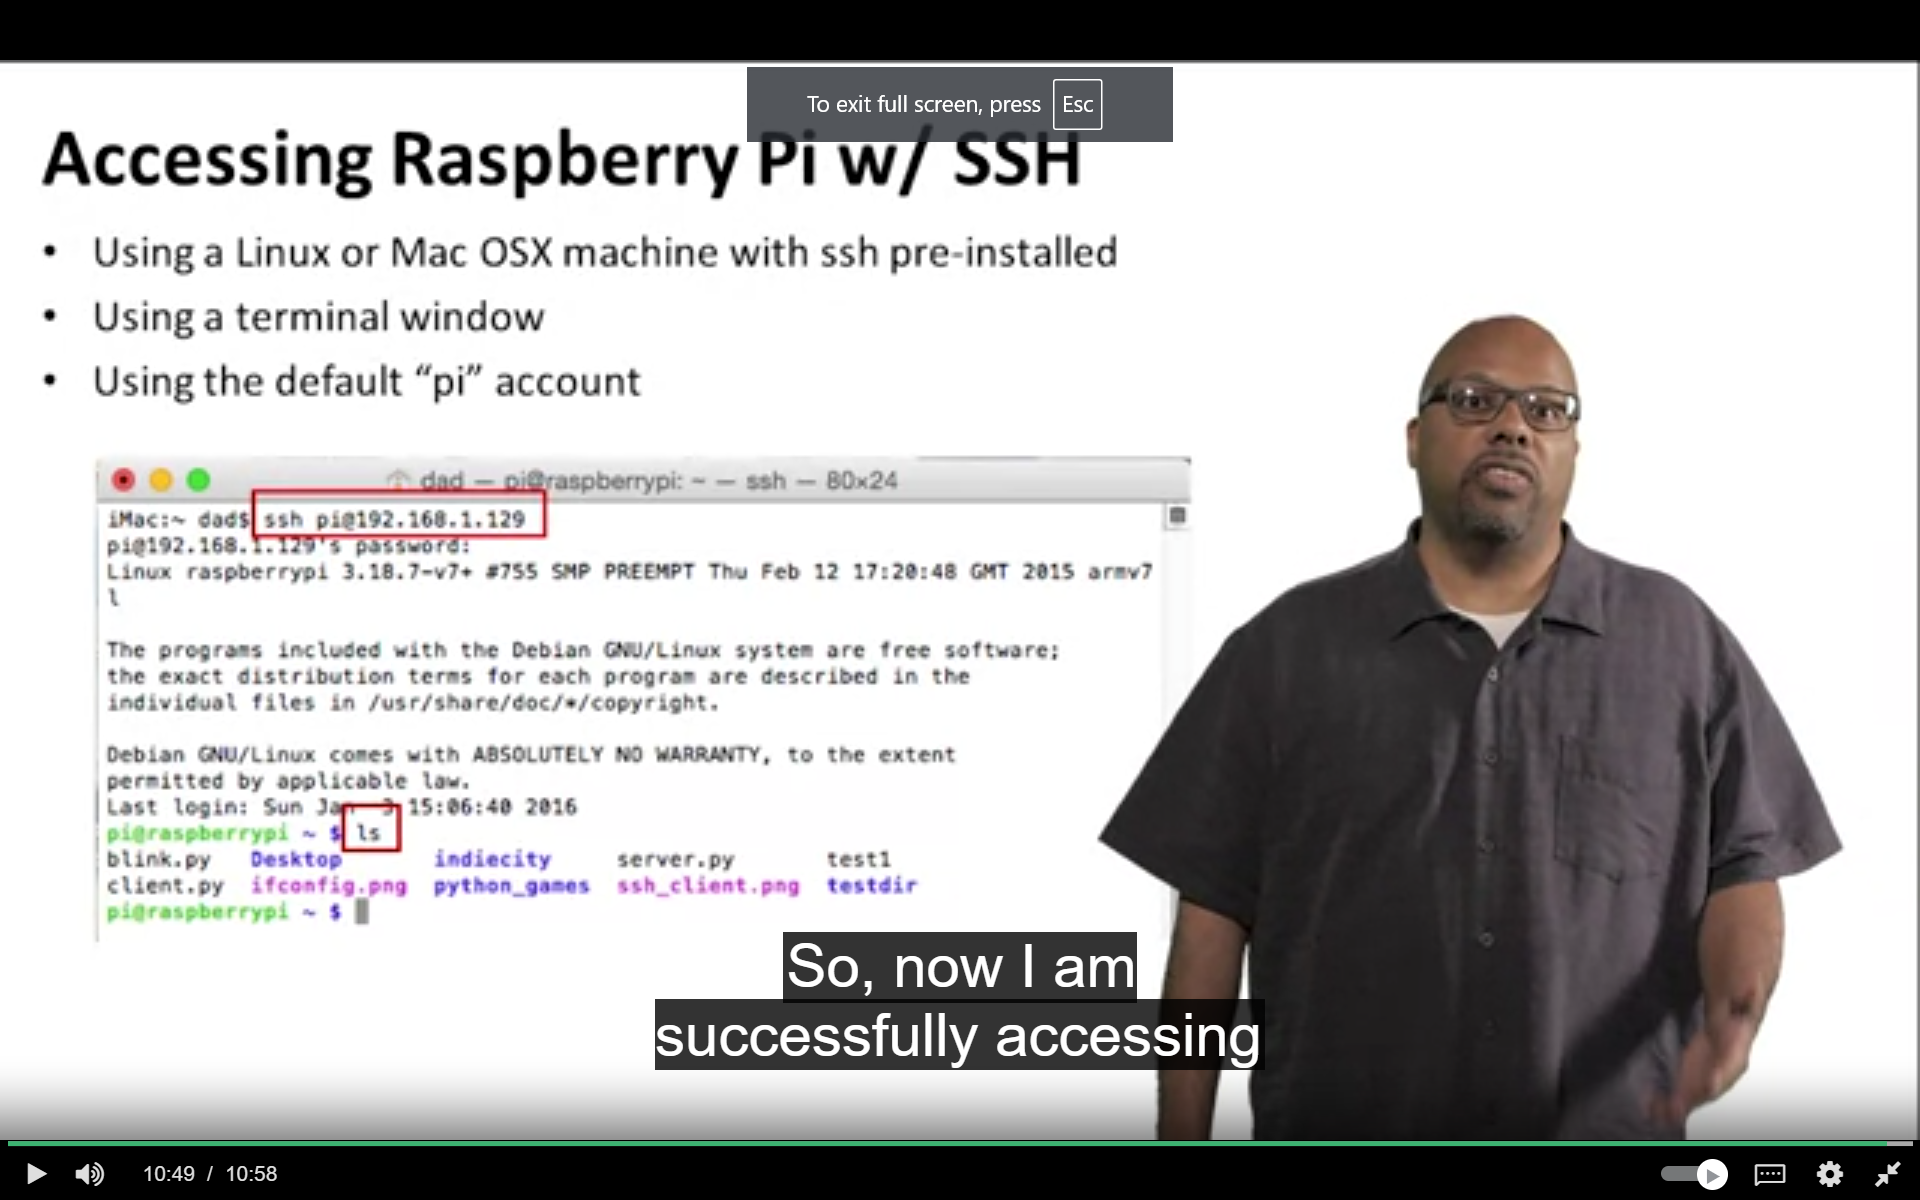 To exit full screen, press Esc
Accessing Raspberry Pi w/ SSH
• Using a Linux or Mac OSX machine with ssh pre-installed
• Using a terminal window
• Using the default “pi” account
dad — pi@raspberrypi: ~ — ssh — 80×24
iMac:~ dad$ ssh pi@192.168.1.129
pi@192.168.1.129's password:
Linux raspberrypi 3.18.7-v7+ #755 SMP PREEMPT Thu Feb 12 17:20:48 GMT 2015 armv7
l
The programs included with the Debian GNU/Linux system are free software;
the exact distribution terms for each program are described in the
individual files in /usr/share/doc/*/copyright.
Debian GNU/Linux comes with ABSOLUTELY NO WARRANTY, to the extent
permitted by applicable law.
Last login: Sun Jan 3 15:06:40 2016
pi@raspberrypi ~ $ ls
blink.py Desktop indiecity server.py test1
client.py ifconfig.png python_games ssh_client.png testdir
pi@raspberrypi ~ $
So, now I am
successfully accessing
10:49 / 10:58